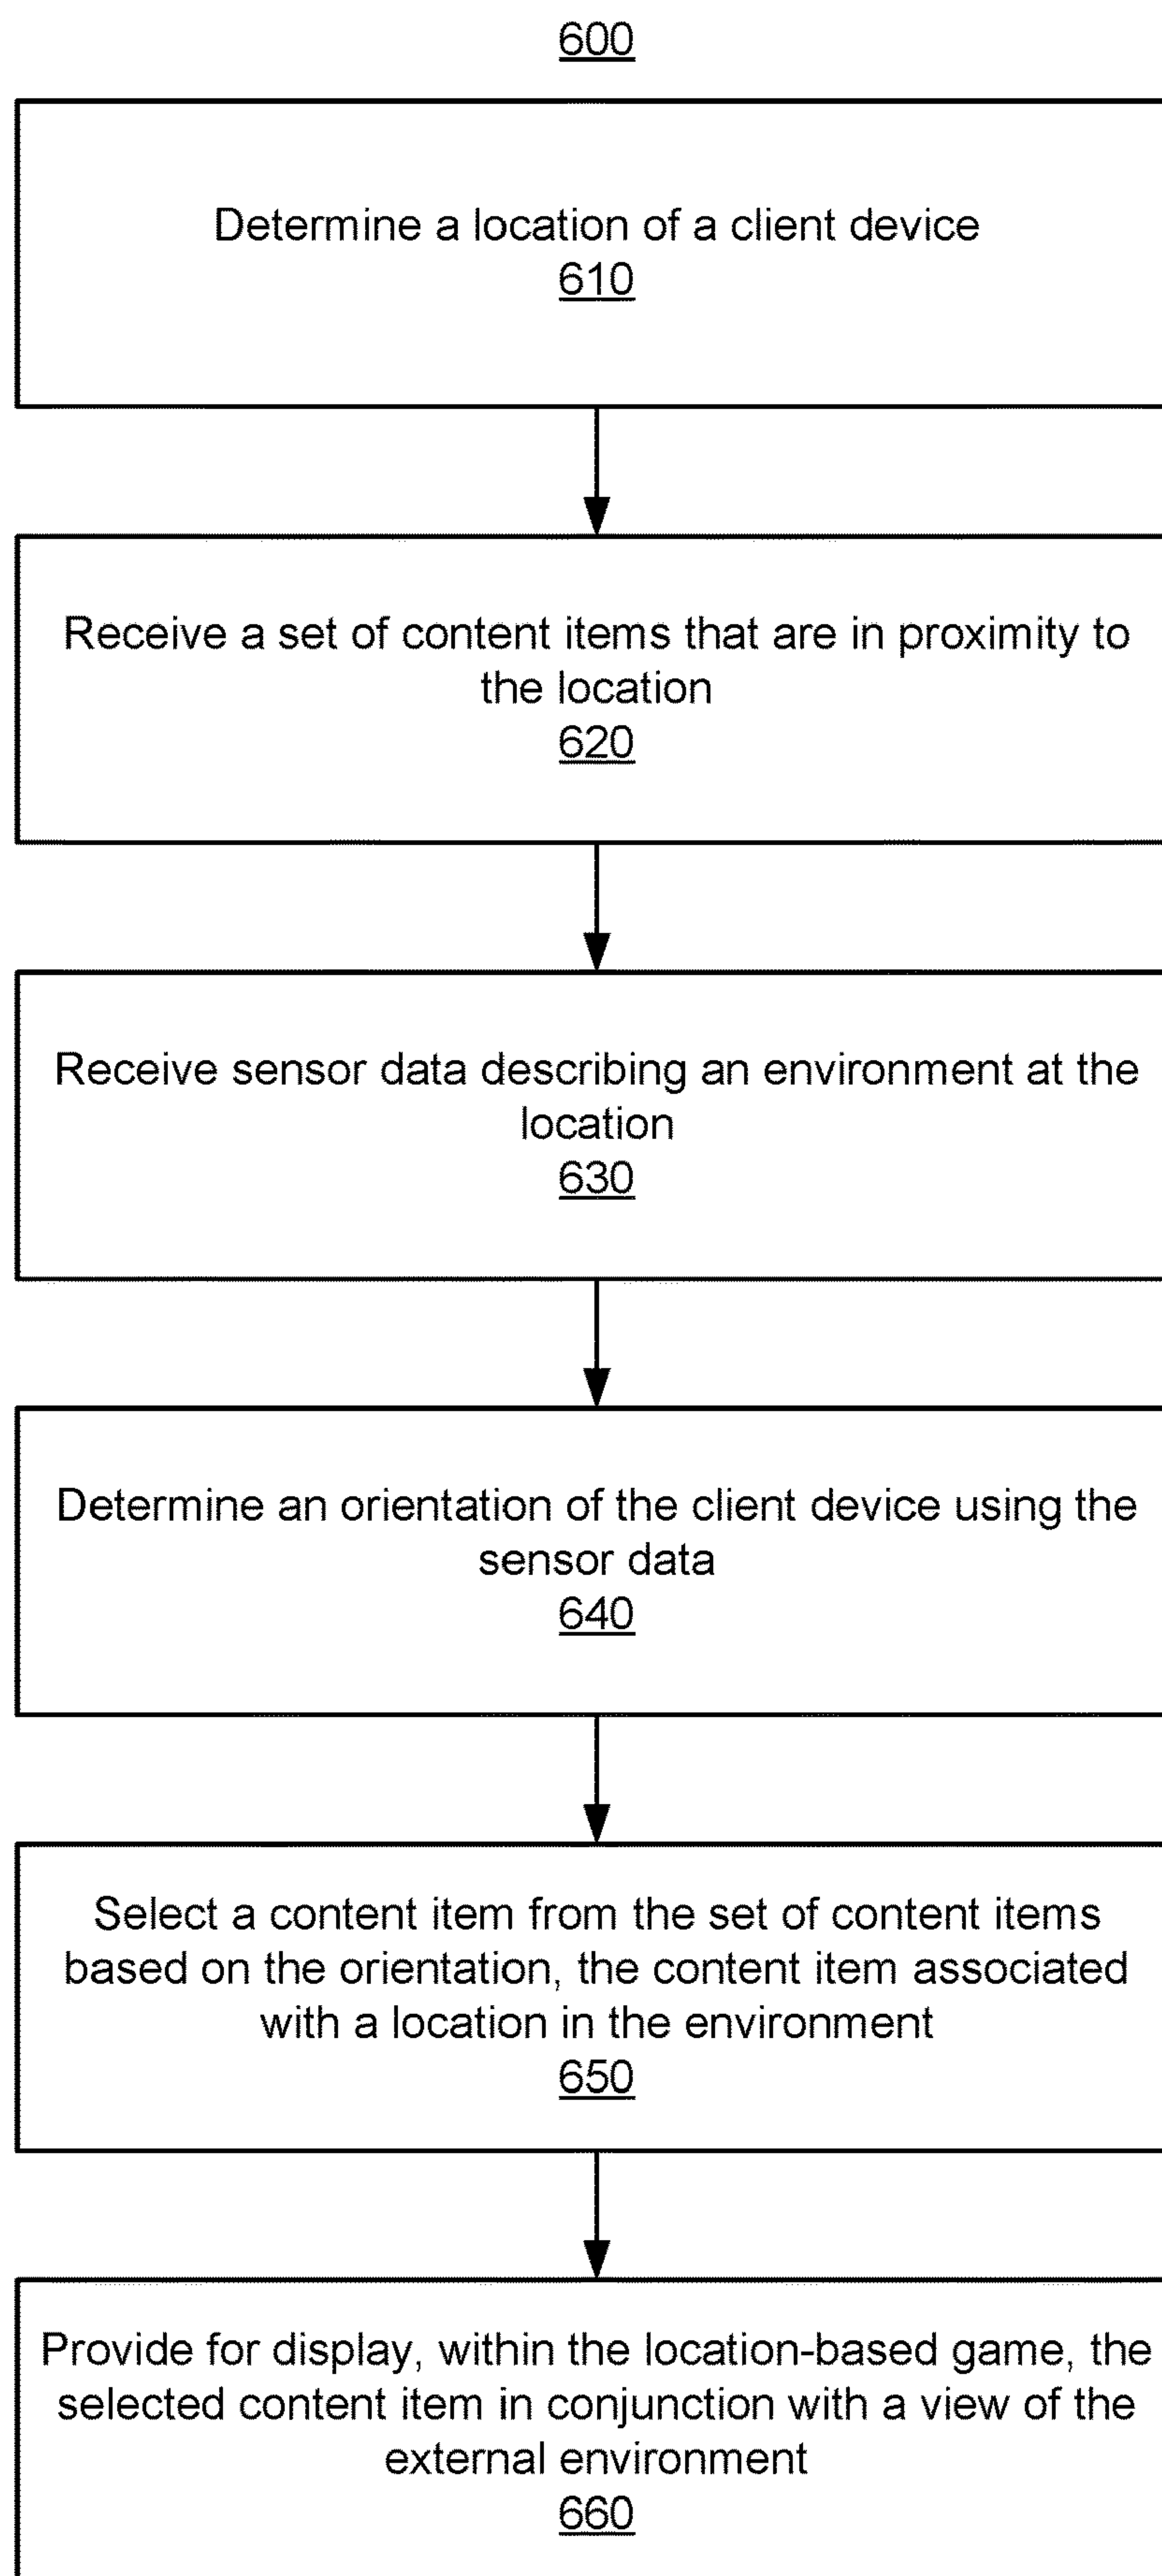 600
Determine a location of a client device
610
Receive a set of content items that are in proximity to
the location
620
Receive sensor data describing an environment at the
location
630
Determine an orientation of the client device using the
sensor data
640
Select a content item from the set of content items
based on the orientation, the content item associated
with a location in the environment
650
Provide for display, within the location-based game, the
selected content item in conjunction with a view of the
external environment
660